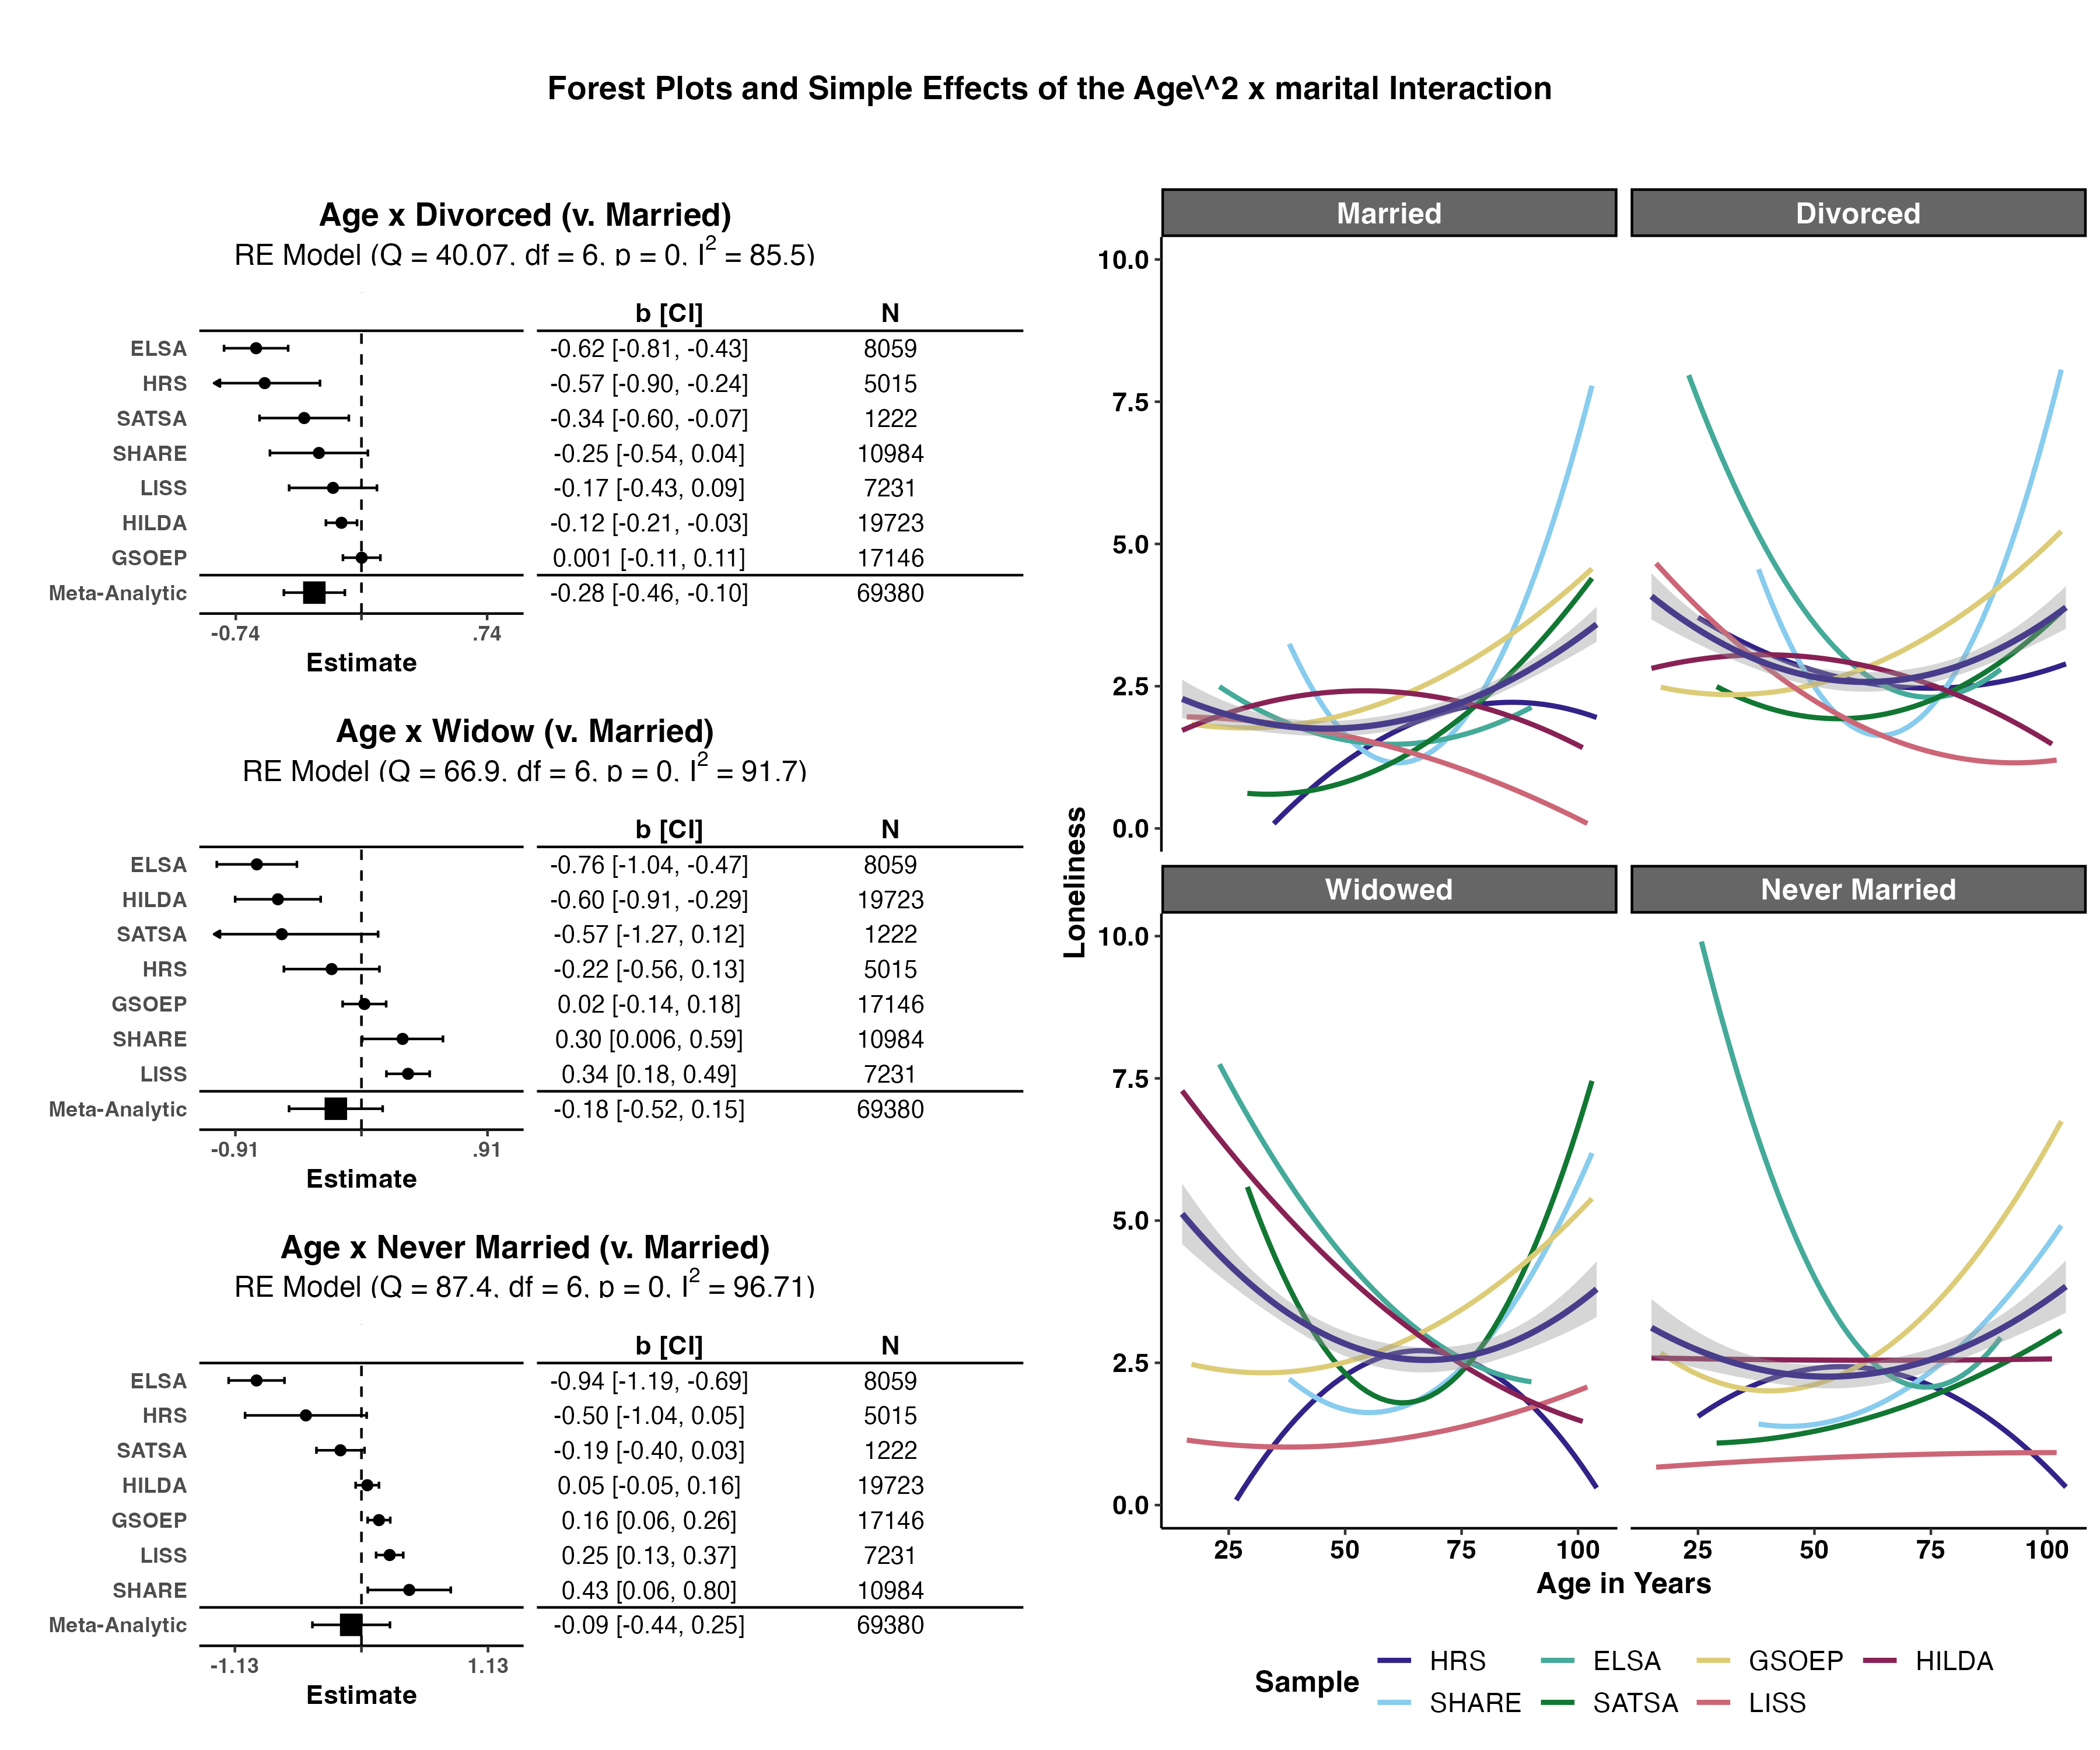 Forest Plots and Simple Effects of the Age\^2 x marital Interaction
Age x Divorced (v. Married)
RE Model (Q = 40.07, df = 6, p = 0, I2 = 85.5)
b [CI] N
ELSA -0.62 [-0.81, -0.43] 8059
HRS -0.57 [-0.90, -0.24] 5015
SATSA -0.34 [-0.60, -0.07] 1222
SHARE -0.25 [-0.54, 0.04] 10984
LISS -0.17 [-0.43, 0.09] 7231
HILDA -0.12 [-0.21, -0.03] 19723
GSOEP 0.001 [-0.11, 0.11] 17146
Meta-Analytic -0.28 [-0.46, -0.10] 69380
-0.74 .74
Estimate
Age x Widow (v. Married)
RE Model (Q = 66.9, df = 6, p = 0, I2 = 91.7)
b [CI] N
ELSA -0.76 [-1.04, -0.47] 8059
HILDA -0.60 [-0.91, -0.29] 19723
SATSA -0.57 [-1.27, 0.12] 1222
HRS -0.22 [-0.56, 0.13] 5015
GSOEP 0.02 [-0.14, 0.18] 17146
SHARE 0.30 [0.006, 0.59] 10984
LISS 0.34 [0.18, 0.49] 7231
Meta-Analytic -0.18 [-0.52, 0.15] 69380
-0.91 .91
Estimate
Age x Never Married (v. Married)
RE Model (Q = 87.4, df = 6, p = 0, I2 = 96.71)
b [CI] N
ELSA -0.94 [-1.19, -0.69] 8059
HRS -0.50 [-1.04, 0.05] 5015
SATSA -0.19 [-0.40, 0.03] 1222
HILDA 0.05 [-0.05, 0.16] 19723
GSOEP 0.16 [0.06, 0.26] 17146
LISS 0.25 [0.13, 0.37] 7231
SHARE 0.43 [0.06, 0.80] 10984
Meta-Analytic -0.09 [-0.44, 0.25] 69380
-1.13 1.13
Estimate
Married Divorced
10.0
7.5
5.0
2.5
0.0
Loneliness
Widowed Never Married
10.0
7.5
5.0
2.5
0.0
25 50 75 100 25 50 75 100
Age in Years
Sample
HRS ELSA GSOEP HILDA
SHARE SATSA LISS